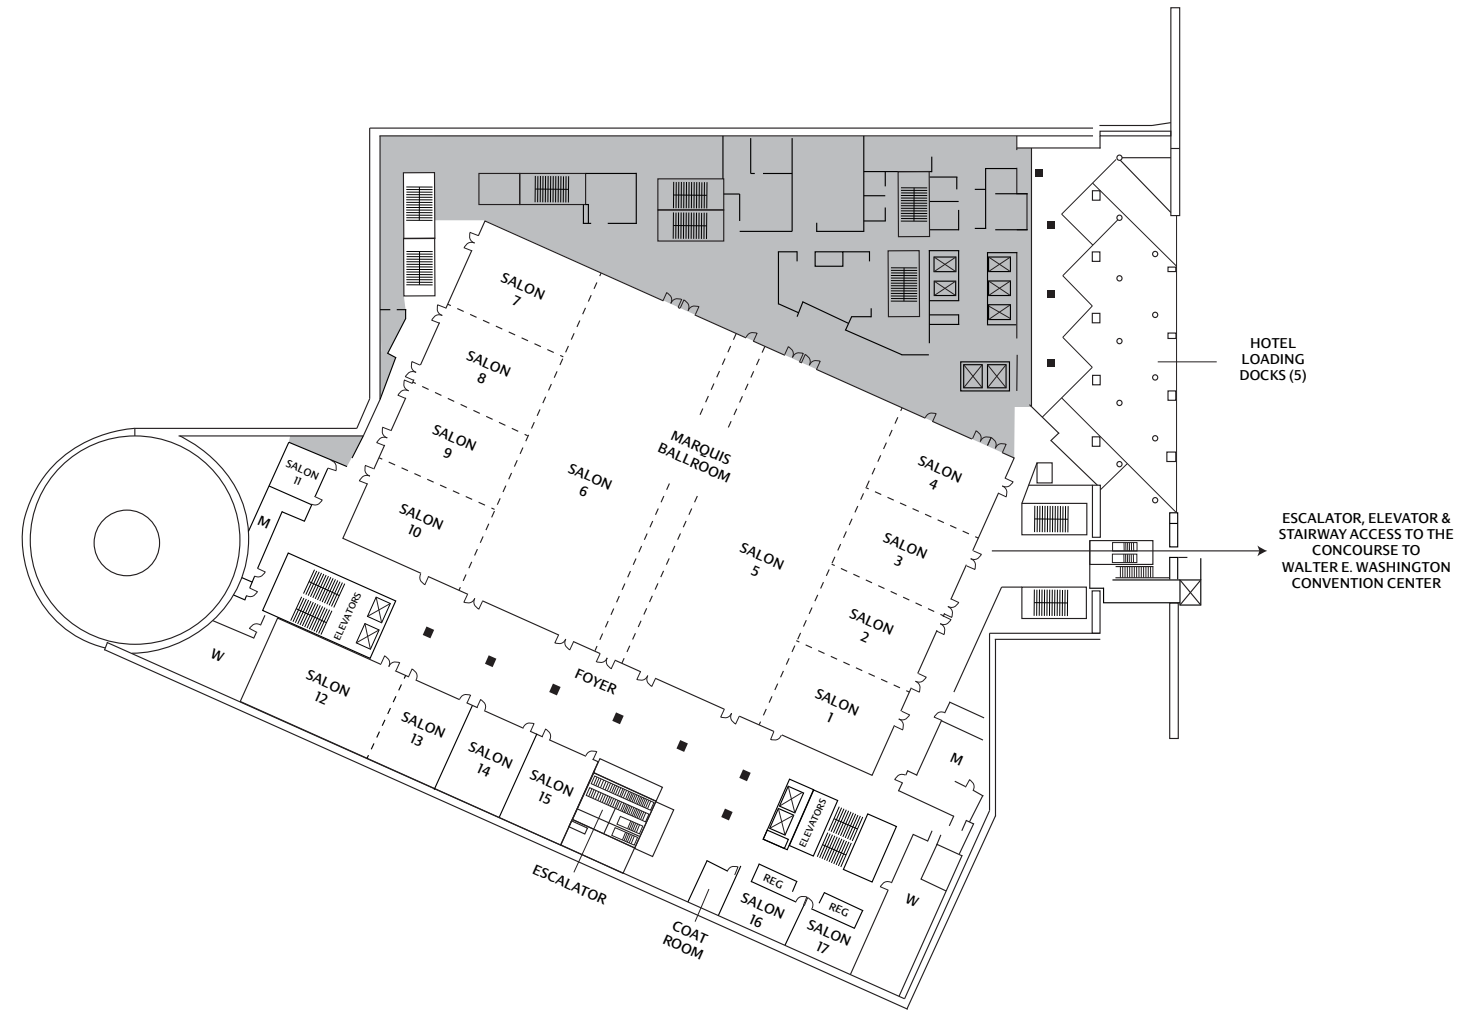 SALON
7
SALON
8
SALON
9
SALON
10
SALON
6
MARQUIS
BALLROOM
SALON
5
SALON
4
SALON
3
SALON
2
SALON
1
HOTEL
LOADING
DOCKS (5)
ESCALATOR, ELEVATOR &
STAIRWAY ACCESS TO THE
CONCOURSE TO
WALTER E. WASHINGTON
CONVENTION CENTER
SALON
11
M
ELEVATORS
W
FOYER
SALON
12
SALON
13
SALON
14
SALON
15
ESCALATOR
ELEVATORS
M
W
REG
REG
SALON
16
SALON
17
COAT
ROOM